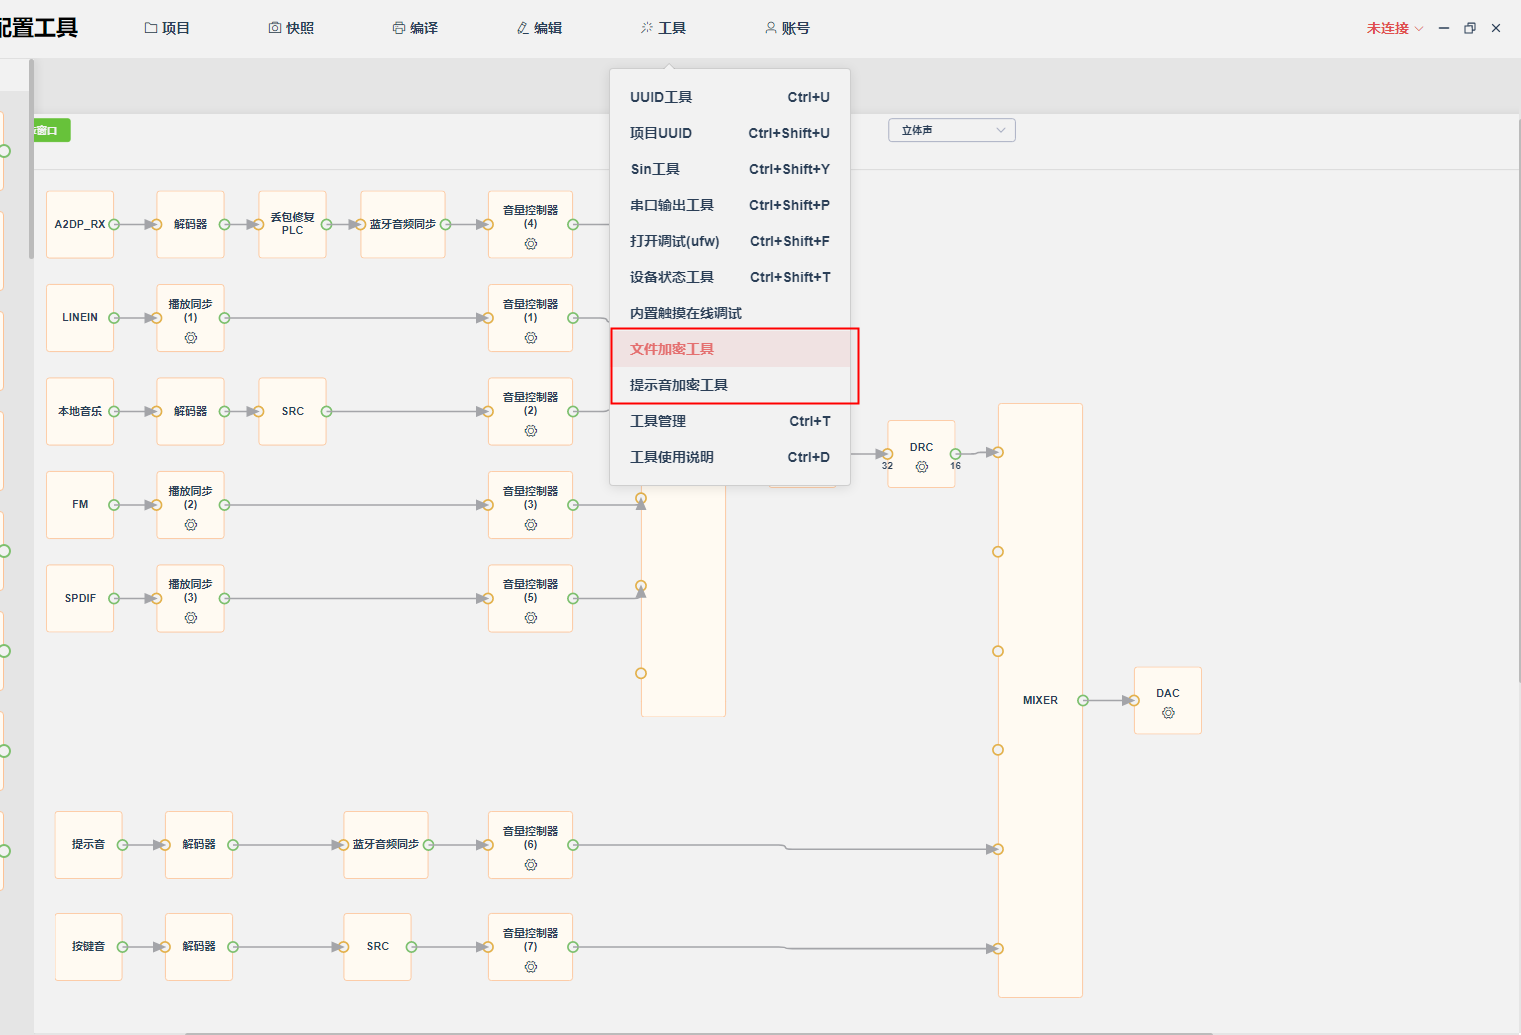 配置工具
项目
快照
编译
编辑
工具
账号
未连接
窗口
立体声
UUID工具 Ctrl+U
项目UUID Ctrl+Shift+U
Sin工具 Ctrl+Shift+Y
串口输出工具 Ctrl+Shift+P
打开调试(ufw) Ctrl+Shift+F
设备状态工具 Ctrl+Shift+T
内置触摸在线调试
文件加密工具
提示音加密工具
工具管理 Ctrl+T
工具使用说明 Ctrl+D
A2DP_RX
解码器
丢包修复
PLC
蓝牙音频同步
音量控制器
(4)
LINEIN
播放同步
(1)
音量控制器
(1)
本地音乐
解码器
SRC
音量控制器
(2)
FM
播放同步
(2)
音量控制器
(3)
SPDIF
播放同步
(3)
音量控制器
(5)
32
DRC
16
MIXER
DAC
提示音
解码器
蓝牙音频同步
音量控制器
(6)
按键音
解码器
SRC
音量控制器
(7)